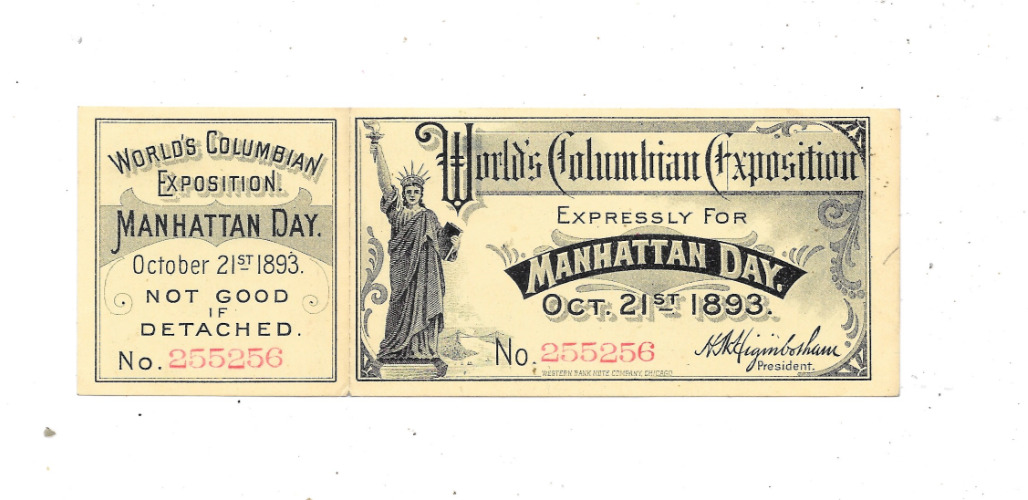 WORLD'S COLUMBIAN
EXPOSITION.
MANHATTAN DAY.
October 21ST 1893.
NOT GOOD
IF
DETACHED.
No. 255256
World's Columbian Exposition
EXPRESSLY FOR
MANHATTAN DAY.
OCT. 21ST 1893.
No. 255256
H.N. Higinbotham
President.
WESTERN BANK NOTE COMPANY, CHICAGO